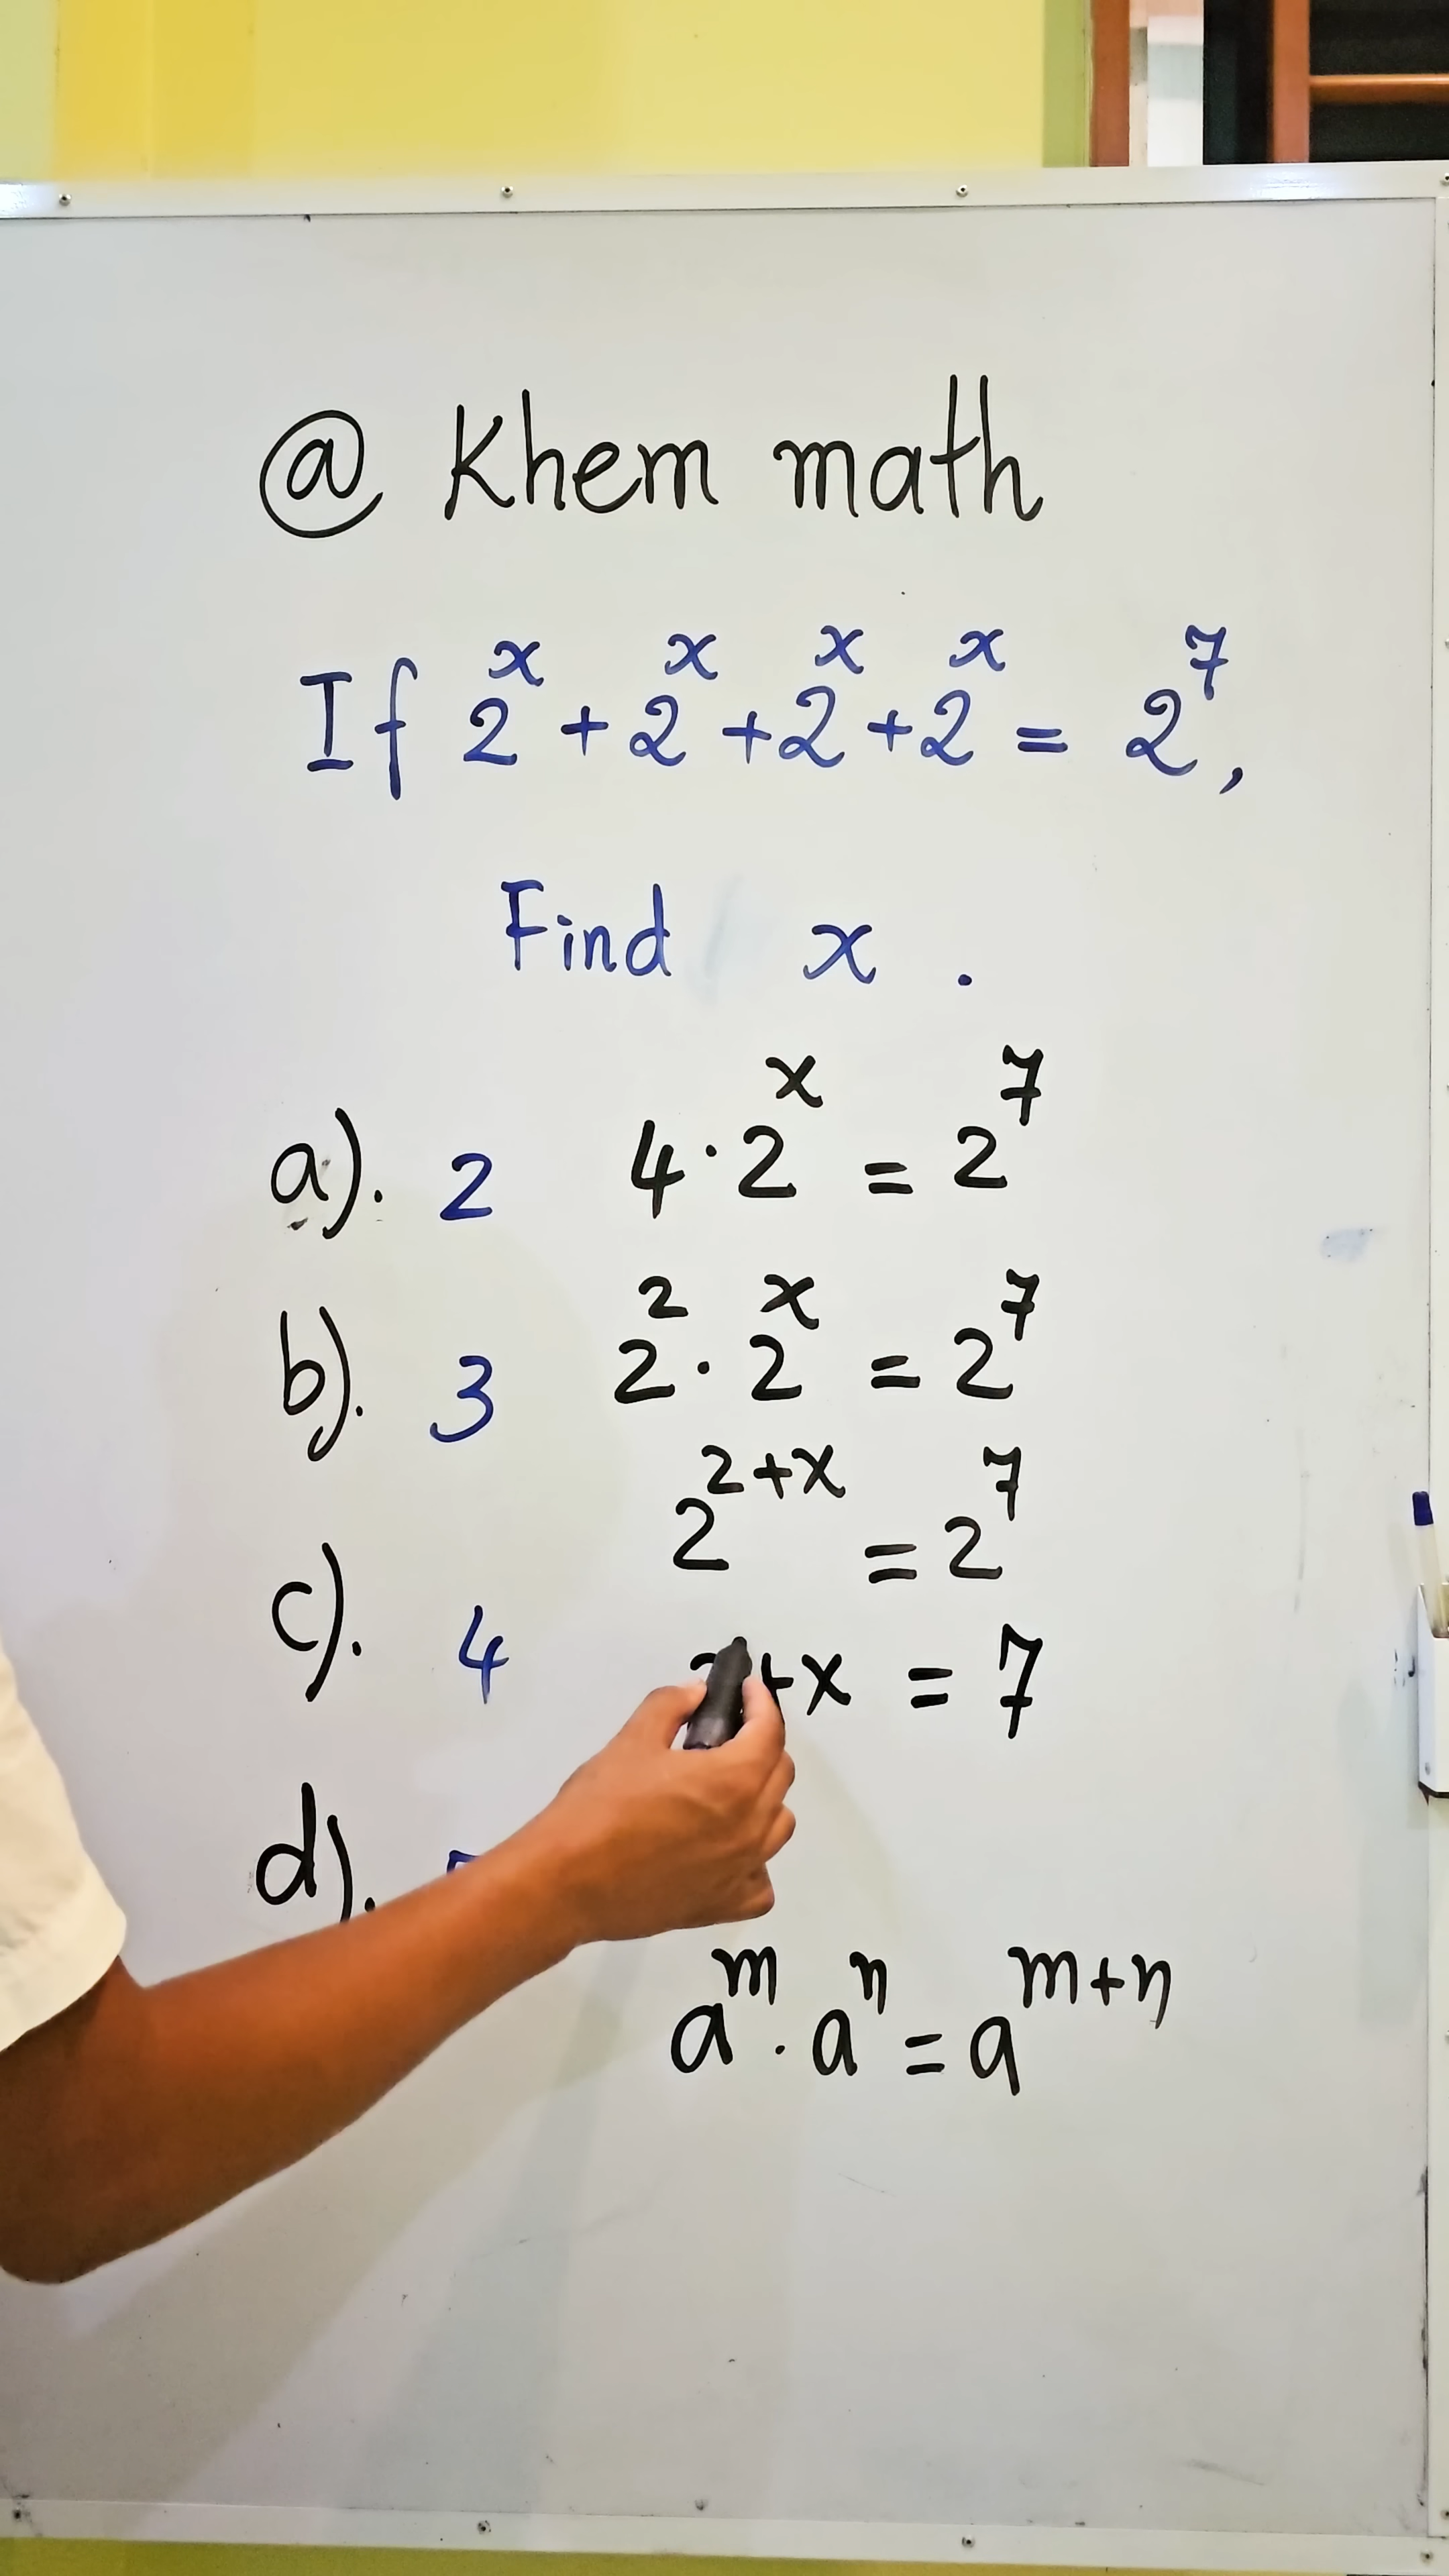 @ Khem math
If 2^x + 2^x + 2^x + 2^x = 2^7,
Find x .
a). 2
4 · 2^x = 2^7
b). 3
2^2 · 2^x = 2^7
2^(2+x) = 2^7
c). 4
+x = 7
d).
a^m · a^n = a^(m+n)